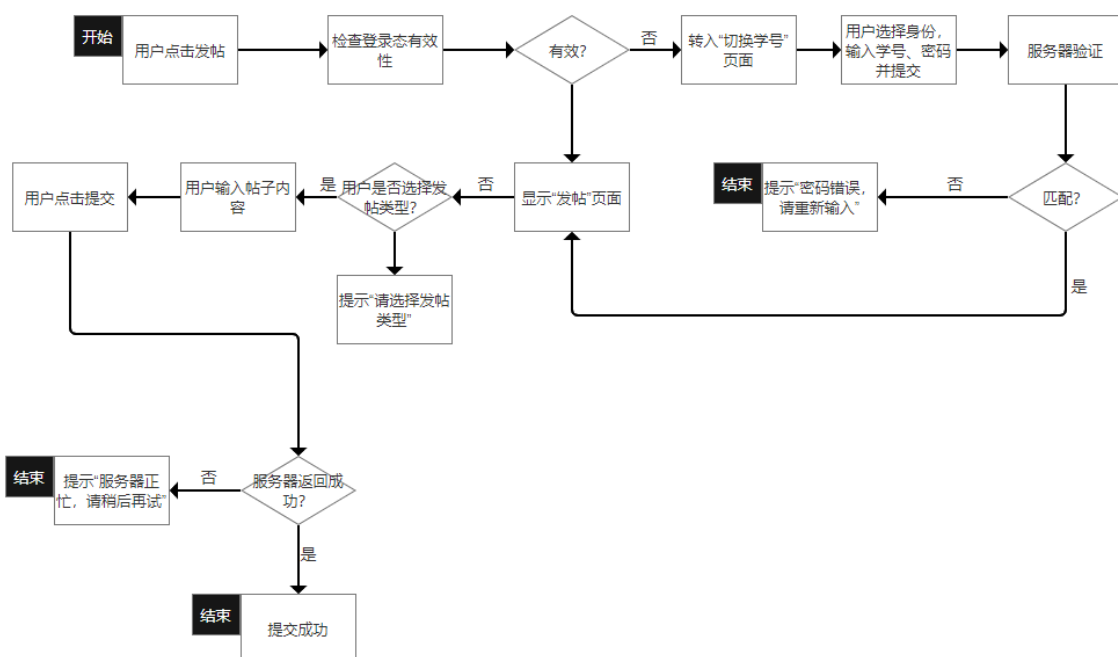 开始
用户点击发帖
检查登录态有效
性
有效?
否
转入“切换学号”
页面
用户选择身份,
输入学号、密码
并提交
服务器验证
用户点击提交
用户输入帖子内
容
是
用户是否选择发
帖类型?
否
显示“发帖”页面
结束
提示“密码错误,
请重新输入”
否
匹配?
是
提示“请选择发帖
类型”
结束
提示“服务器正
忙，请稍后再试”
否
服务器返回成
功?
是
结束
提交成功